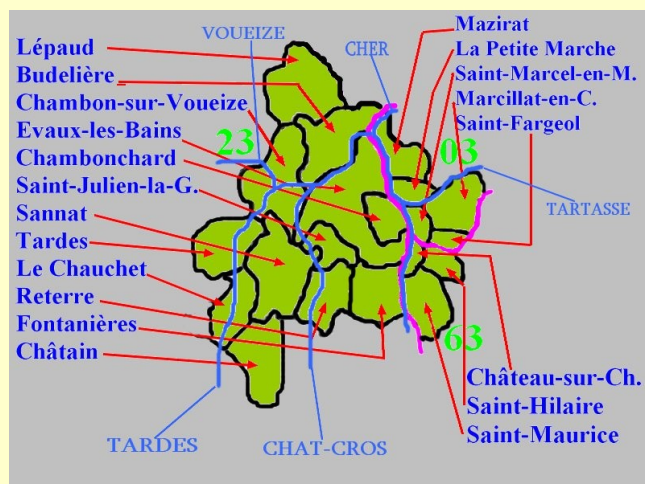 VOUEIZE
CHER
Lépaud
Budelière
Chambon-sur-Voueize
Evaux-les-Bains
Chambonchard
Saint-Julien-la-G.
Sannat
Tardes
Le Chauchet
Reterre
Fontanières
Châtain
Mazirat
La Petite Marche
Saint-Marcel-en-M.
Marcillat-en-C.
Saint-Fargeol
23
03
TARTASSE
63
Château-sur-Ch.
Saint-Hilaire
Saint-Maurice
TARDES
CHAT-CROS